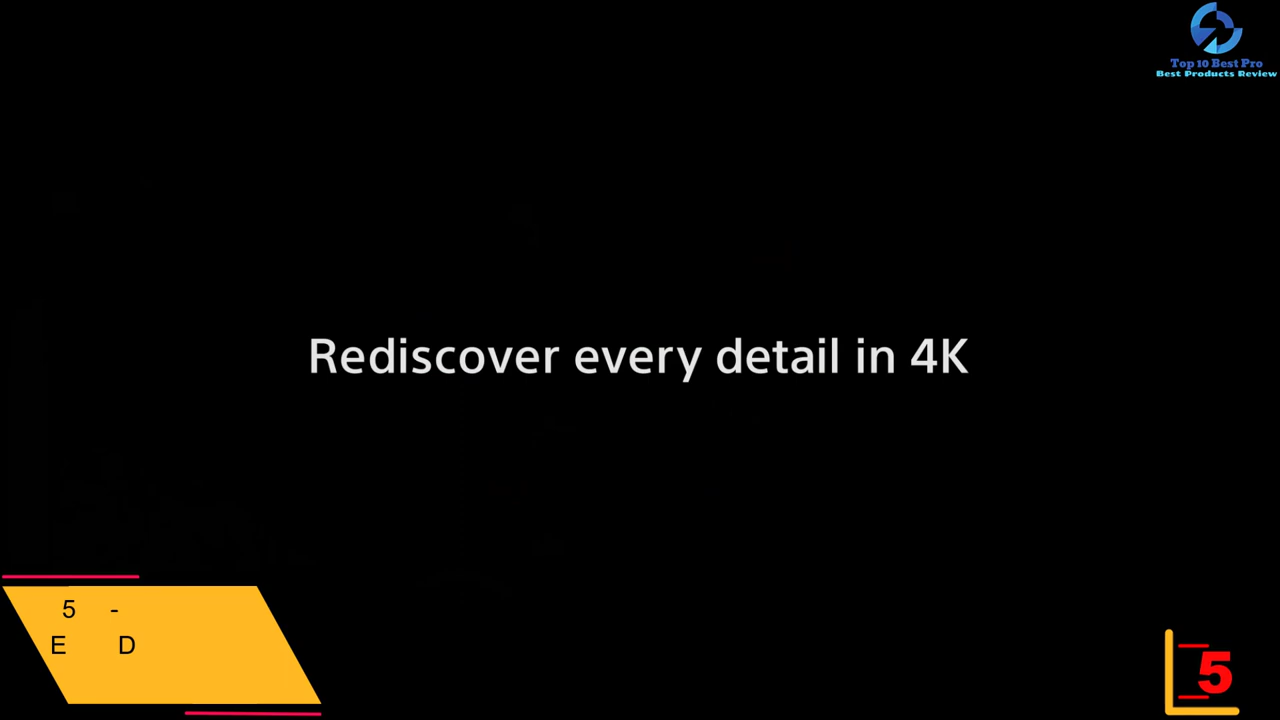 Top 10 Best Pro
Best Products Review
Rediscover every detail in 4K
5 -
E D
5